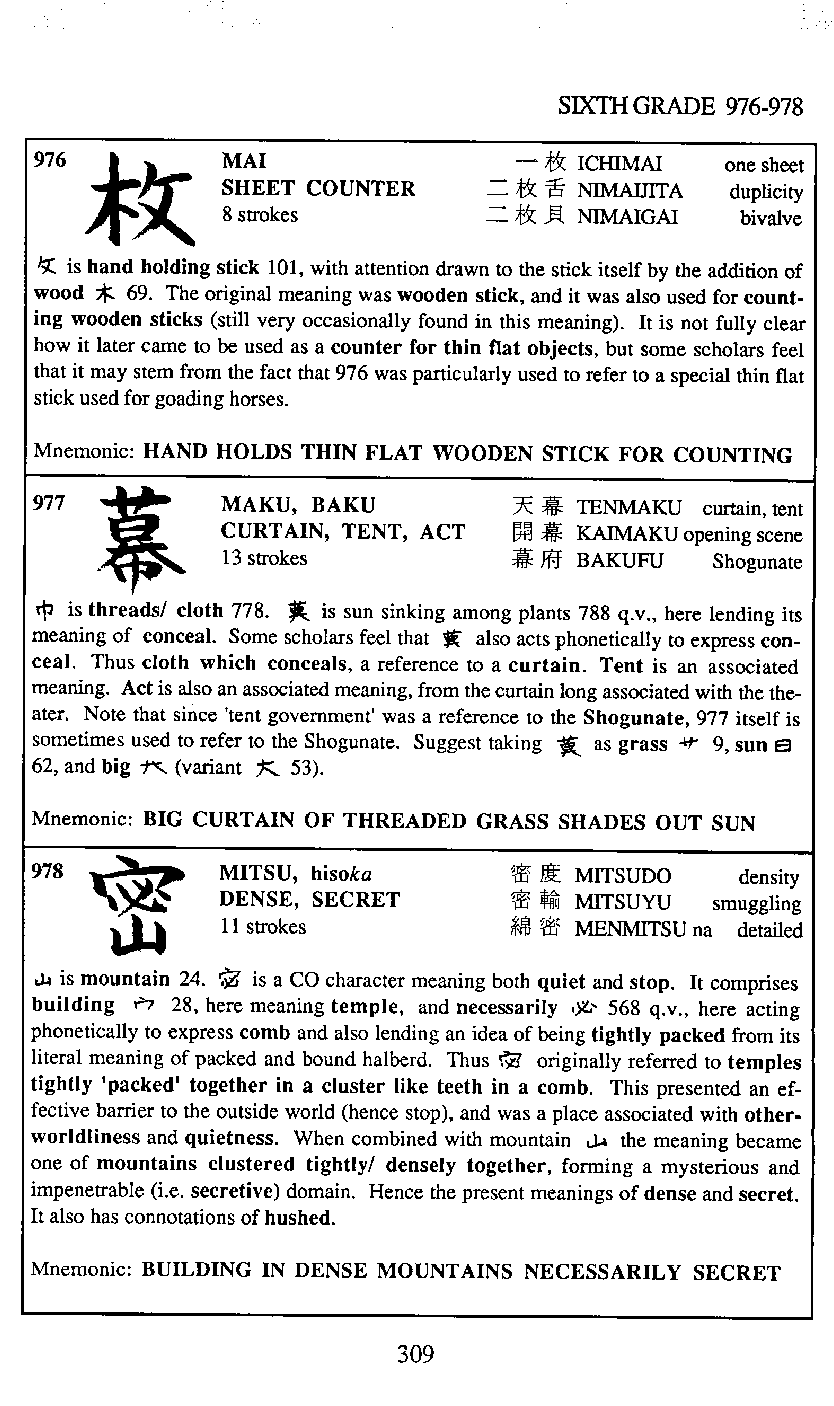 SIXTH GRADE 976-978
976 枚 MAI 一枚 ICHIMAI one sheet
SHEET COUNTER 二枚舌 NIMAIJITA duplicity
8 strokes 二枚貝 NIMAIGAI bivalve
攵 is hand holding stick 101, with attention drawn to the stick itself by the addition of
wood 木 69. The original meaning was wooden stick, and it was also used for count-
ing wooden sticks (still very occasionally found in this meaning). It is not fully clear
how it later came to be used as a counter for thin flat objects, but some scholars feel
that it may stem from the fact that 976 was particularly used to refer to a special thin flat
stick used for goading horses.
Mnemonic: HAND HOLDS THIN FLAT WOODEN STICK FOR COUNTING
977 幕 MAKU, BAKU 天幕 TENMAKU curtain, tent
CURTAIN, TENT, ACT 開幕 KAIMAKU opening scene
13 strokes 幕府 BAKUFU Shogunate
巾 is threads/ cloth 778. 莫 is sun sinking among plants 788 q.v., here lending its
meaning of conceal. Some scholars feel that 莫 also acts phonetically to express con-
ceal. Thus cloth which conceals, a reference to a curtain. Tent is an associated
meaning. Act is also an associated meaning, from the curtain long associated with the the-
ater. Note that since 'tent government' was a reference to the Shogunate, 977 itself is
sometimes used to refer to the Shogunate. Suggest taking 莫 as grass 艹 9, sun 日
62, and big 𠆢 (variant 大 53).
Mnemonic: BIG CURTAIN OF THREADED GRASS SHADES OUT SUN
978 密 MITSU, hisoka 密度 MITSUDO density
DENSE, SECRET 密輸 MITSUYU smuggling
11 strokes 綿密 MENMITSU na detailed
山 is mountain 24. 宓 is a CO character meaning both quiet and stop. It comprises
building 宀 28, here meaning temple, and necessarily 必 568 q.v., here acting
phonetically to express comb and also lending an idea of being tightly packed from its
literal meaning of packed and bound halberd. Thus 宓 originally referred to temples
tightly 'packed' together in a cluster like teeth in a comb. This presented an ef-
fective barrier to the outside world (hence stop), and was a place associated with other-
worldliness and quietness. When combined with mountain 山 the meaning became
one of mountains clustered tightly/ densely together, forming a mysterious and
impenetrable (i.e. secretive) domain. Hence the present meanings of dense and secret.
It also has connotations of hushed.
Mnemonic: BUILDING IN DENSE MOUNTAINS NECESSARILY SECRET
309